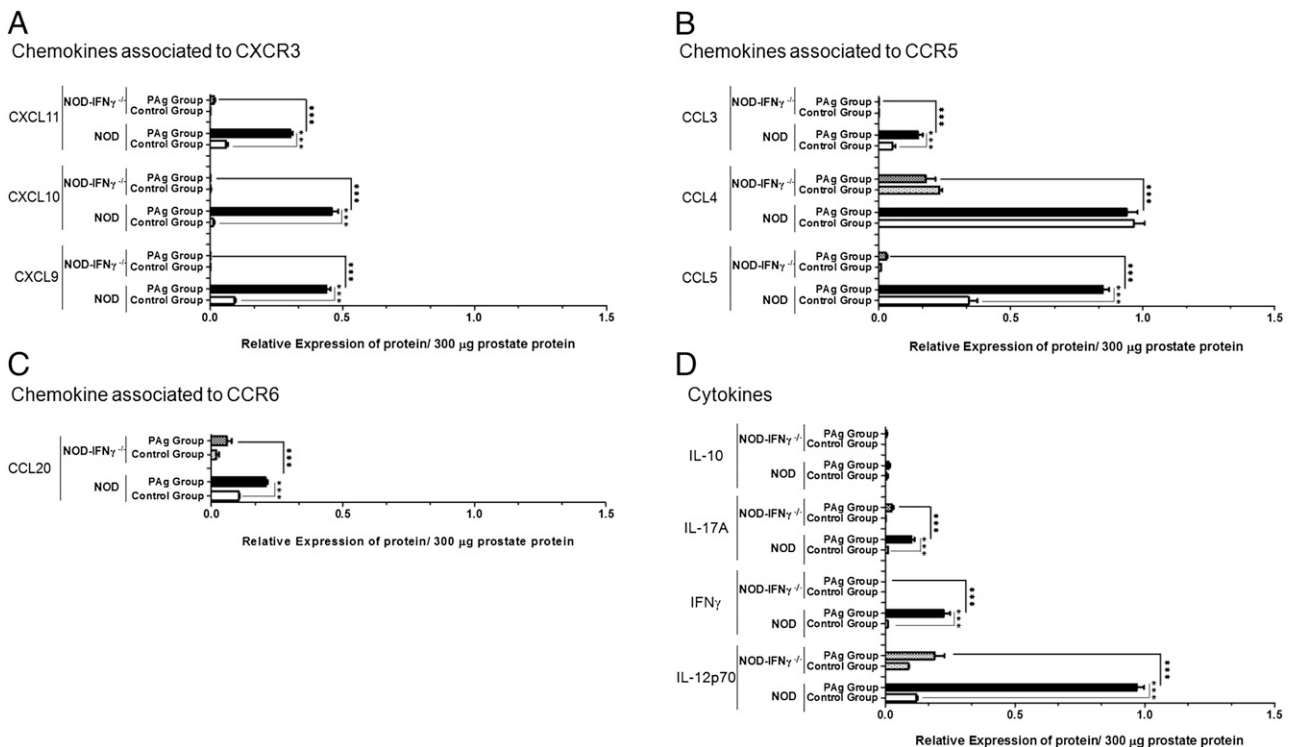 A
Chemokines associated to CXCR3
CXCL11
NOD-IFNγ -/-
PAg Group
Control Group
***
NOD
PAg Group
Control Group
***
CXCL10
NOD-IFNγ -/-
PAg Group
Control Group
***
NOD
PAg Group
Control Group
***
CXCL9
NOD-IFNγ -/-
PAg Group
Control Group
***
NOD
PAg Group
Control Group
***
0.0 0.5 1.0 1.5
Relative Expression of protein/ 300 μg prostate protein
B
Chemokines associated to CCR5
CCL3
NOD-IFNγ -/-
PAg Group
Control Group
***
NOD
PAg Group
Control Group
***
CCL4
NOD-IFNγ -/-
PAg Group
Control Group
***
NOD
PAg Group
Control Group
CCL5
NOD-IFNγ -/-
PAg Group
Control Group
***
NOD
PAg Group
Control Group
***
0.0 0.5 1.0 1.5
Relative Expression of protein/ 300 μg prostate protein
C
Chemokine associated to CCR6
CCL20
NOD-IFNγ -/-
PAg Group
Control Group
***
NOD
PAg Group
Control Group
***
0.0 0.5 1.0 1.5
Relative Expression of protein/ 300 μg prostate protein
D
Cytokines
IL-10
NOD-IFNγ -/-
PAg Group
Control Group
NOD
PAg Group
Control Group
IL-17A
NOD-IFNγ -/-
PAg Group
Control Group
***
NOD
PAg Group
Control Group
***
IFNγ
NOD-IFNγ -/-
PAg Group
Control Group
***
NOD
PAg Group
Control Group
***
IL-12p70
NOD-IFNγ -/-
PAg Group
Control Group
***
NOD
PAg Group
Control Group
***
0.0 0.5 1.0 1.5
Relative Expression of protein/ 300 μg prostate protein